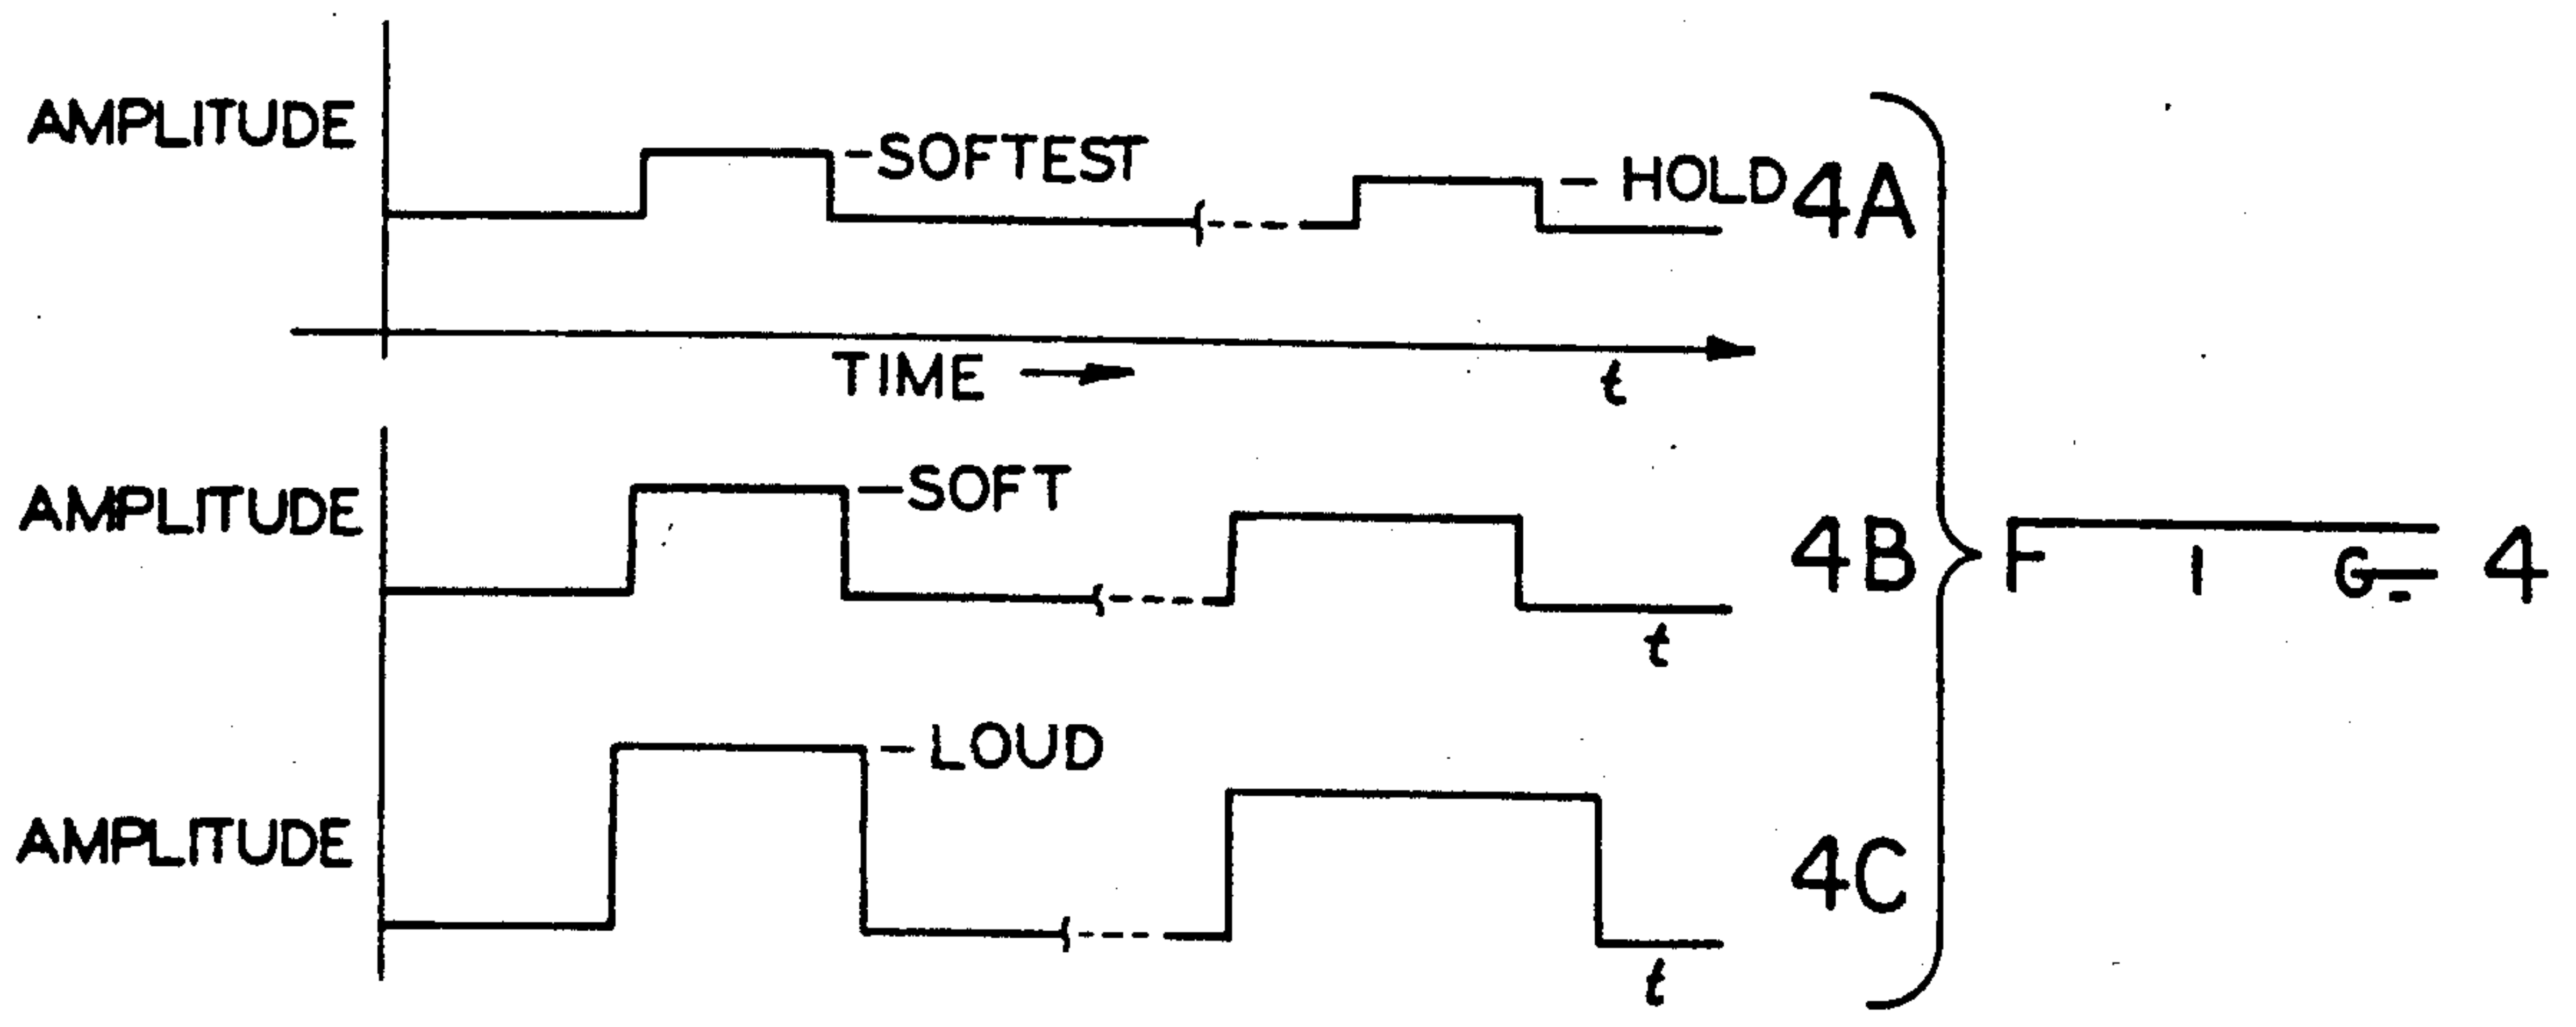 AMPLITUDE
-SOFTEST
- HOLD
4A
TIME
t
AMPLITUDE
-SOFT
4B
t
FIG. 4
- LOUD
AMPLITUDE
4C
t